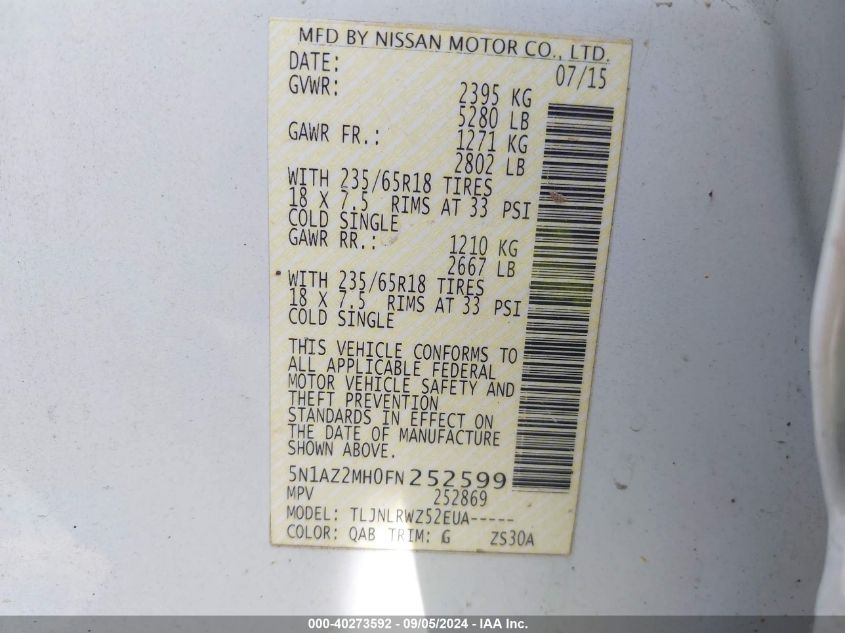 MFD BY NISSAN MOTOR CO., LTD.
DATE: 07/15
GVWR: 2395 KG
5280 LB
GAWR FR.: 1271 KG
2802 LB
WITH 235/65R18 TIRES
18 X 7.5 RIMS AT 33 PSI
COLD SINGLE
GAWR RR.: 1210 KG
2667 LB
WITH 235/65R18 TIRES
18 X 7.5 RIMS AT 33 PSI
COLD SINGLE
THIS VEHICLE CONFORMS TO
ALL APPLICABLE FEDERAL
MOTOR VEHICLE SAFETY AND
THEFT PREVENTION
STANDARDS IN EFFECT ON
THE DATE OF MANUFACTURE
SHOWN ABOVE.
5N1AZ2MH0FN252599
MPV 252869
MODEL: TLJNLRWZ52EUA-----
COLOR: QAB TRIM: G ZS30A
000-40273592 - 09/05/2024 - IAA Inc.